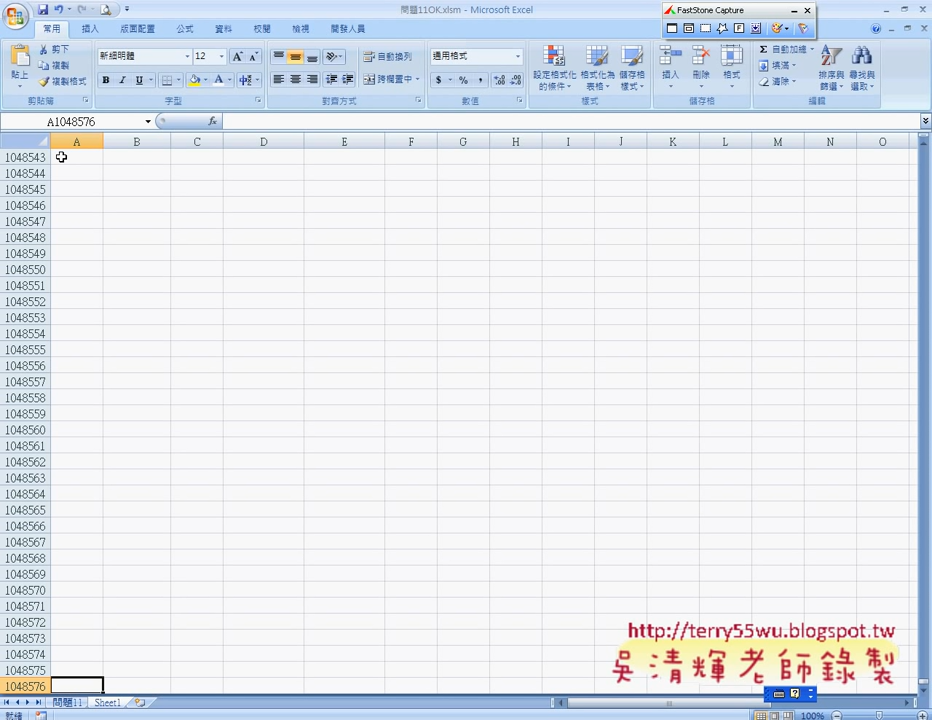 問題11OK.xlsm - Microsoft Excel
FastStone Capture
常用 插入 版面配置 公式 資料 校閱 檢視 開發人員
貼上 剪下 複製 複製格式 剪貼簿
新細明體 12 B I U A A 字型
自動換列 跨欄置中 對齊方式
通用格式 $ % , 數值
設定格式化的條件 格式化為表格 儲存格樣式 樣式
插入 刪除 格式 儲存格
Σ 自動加總 填滿 清除 排序與篩選 尋找與選取 編輯
A1048576 fx
A B C D E F G H I J K L M N O
1048543
1048544
1048545
1048546
1048547
1048548
1048549
1048550
1048551
1048552
1048553
1048554
1048555
1048556
1048557
1048558
1048559
1048560
1048561
1048562
1048563
1048564
1048565
1048566
1048567
1048568
1048569
1048570
1048571
1048572
1048573
1048574
1048575
1048576
http://terry55wu.blogspot.tw
吳清輝老師錄製
問題11 Sheet1
就緒 100%